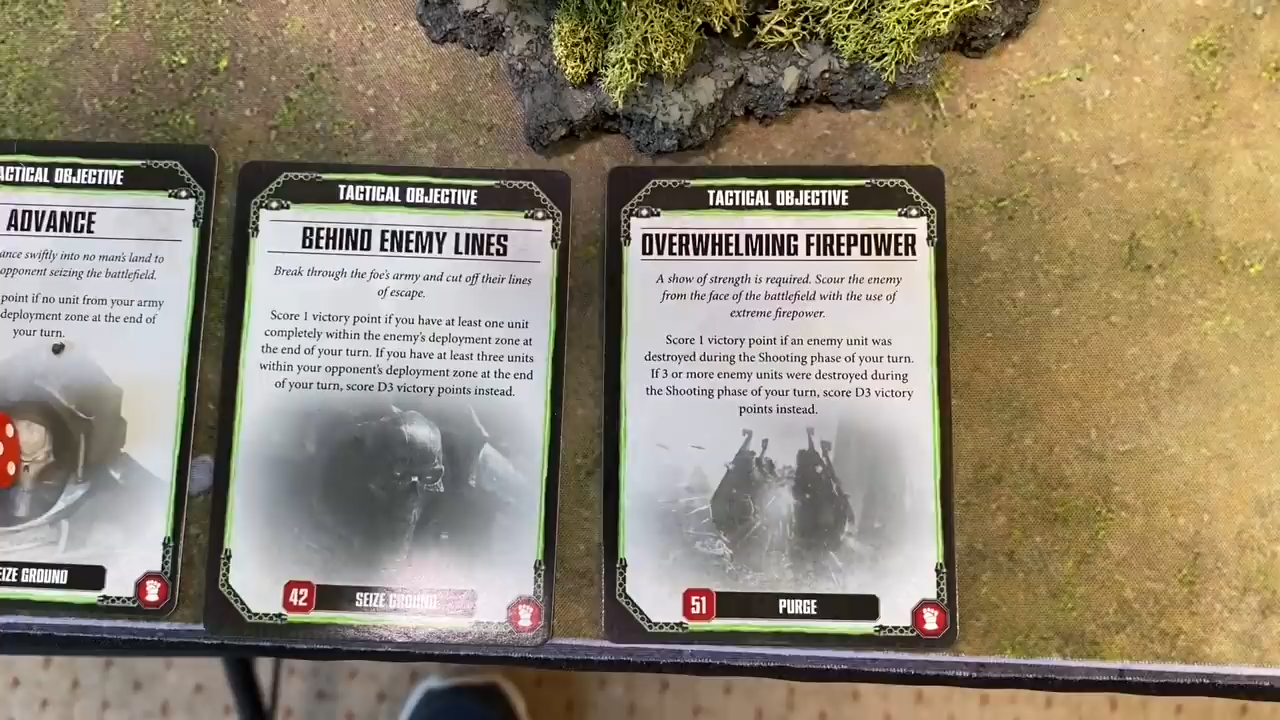 ACTICAL OBJECTIVE
ADVANCE
ance swiftly into no man's land to
opponent seizing the battlefield.
point if no unit from your army
deployment zone at the end of
your turn.
EIZE GROUND
TACTICAL OBJECTIVE
BEHIND ENEMY LINES
Break through the foe's army and cut off their lines
of escape.
Score 1 victory point if you have at least one unit
completely within the enemy's deployment zone at
the end of your turn. If you have at least three units
within your opponent's deployment zone at the end
of your turn, score D3 victory points instead.
42
SEIZE GROUND
TACTICAL OBJECTIVE
OVERWHELMING FIREPOWER
A show of strength is required. Scour the enemy
from the face of the battlefield with the use of
extreme firepower.
Score 1 victory point if an enemy unit was
destroyed during the Shooting phase of your turn.
If 3 or more enemy units were destroyed during
the Shooting phase of your turn, score D3 victory
points instead.
51
PURGE